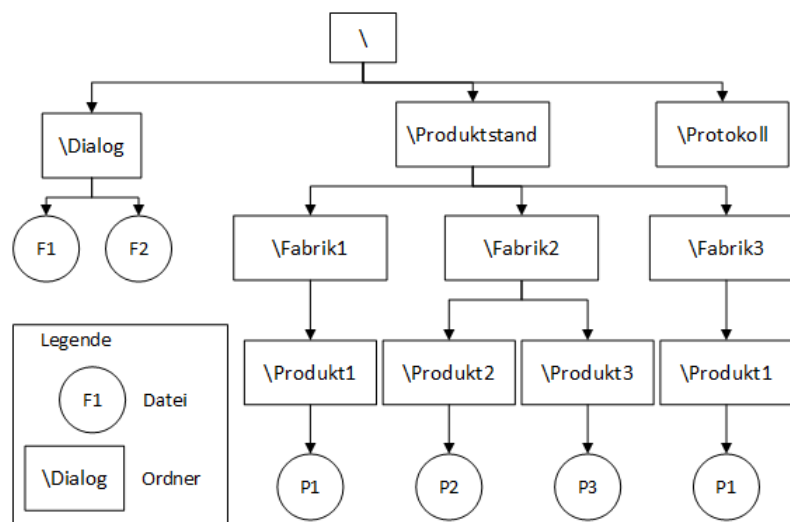 \
\Dialog
\Produktstand
\Protokoll
F1
F2
\Fabrik1
\Fabrik2
\Fabrik3
Legende
F1
Datei
\Dialog
Ordner
\Produkt1
\Produkt2
\Produkt3
\Produkt1
P1
P2
P3
P1